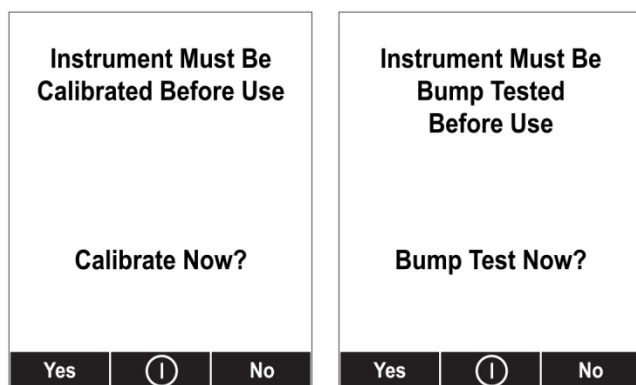 Instrument Must Be
Calibrated Before Use
Calibrate Now?
Yes
No
Instrument Must Be
Bump Tested
Before Use
Bump Test Now?
Yes
No